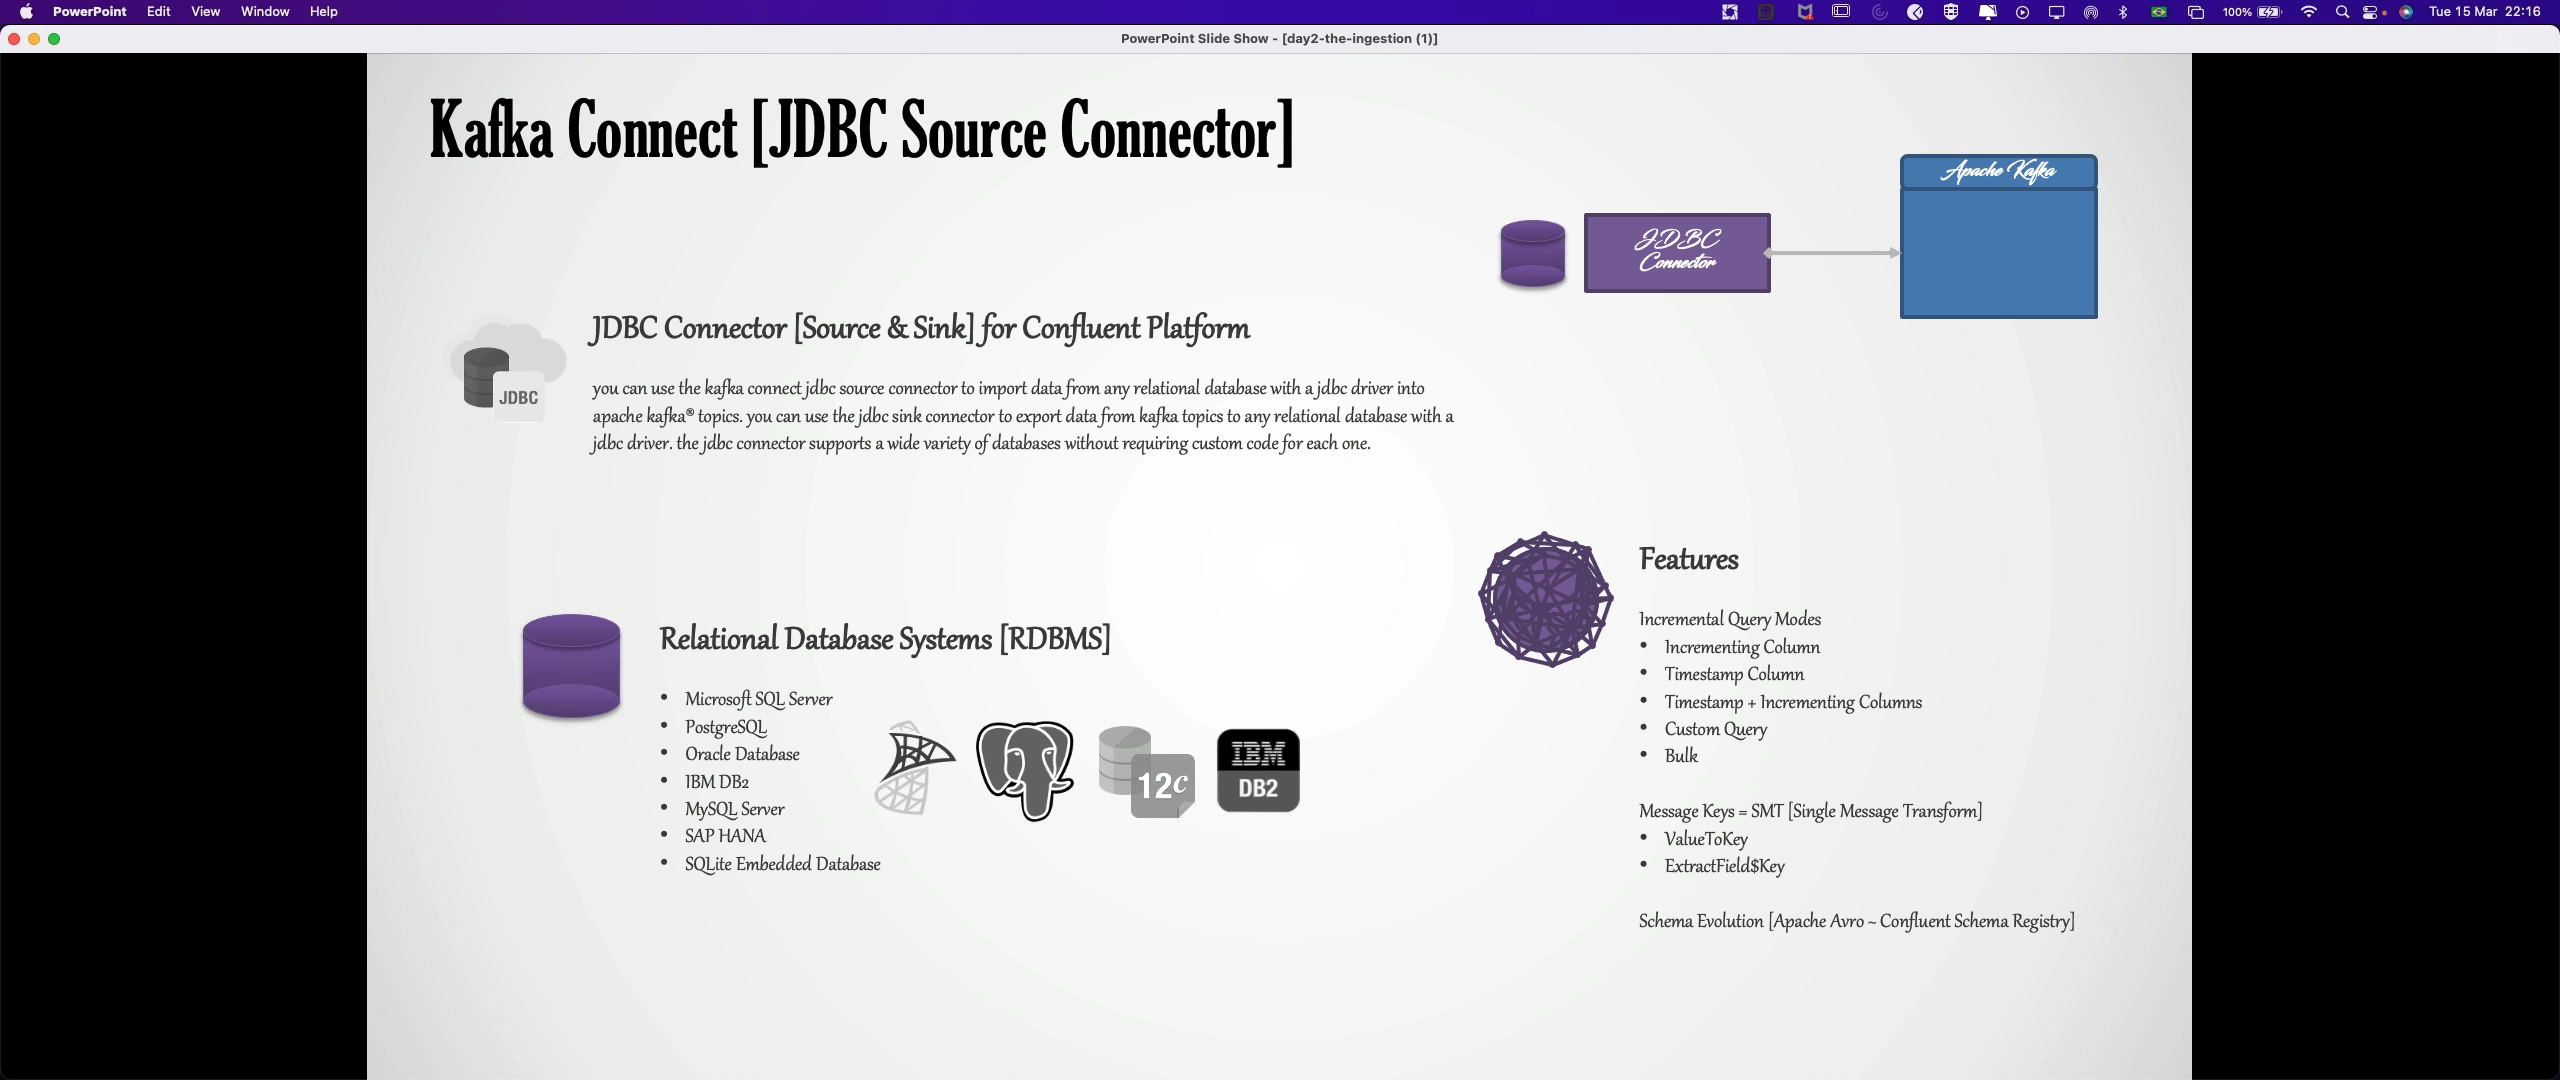 PowerPoint Edit View Window Help 100% Tue 15 Mar 22:16
PowerPoint Slide Show - [day2-the-ingestion (1)]
Kafka Connect [JDBC Source Connector]
Apache Kafka
JDBC
Connector
JDBC Connector [Source & Sink] for Confluent Platform
JDBC
you can use the kafka connect jdbc source connector to import data from any relational database with a jdbc driver into
apache kafka® topics. you can use the jdbc sink connector to export data from kafka topics to any relational database with a
jdbc driver. the jdbc connector supports a wide variety of databases without requiring custom code for each one.
Relational Database Systems [RDBMS]
• Microsoft SQL Server
• PostgreSQL
• Oracle Database
• IBM DB2
• MySQL Server
• SAP HANA
• SQLite Embedded Database
12c
IBM
DB2
Features
Incremental Query Modes
• Incrementing Column
• Timestamp Column
• Timestamp + Incrementing Columns
• Custom Query
• Bulk
Message Keys = SMT [Single Message Transform]
• ValueToKey
• ExtractField$Key
Schema Evolution [Apache Avro ~ Confluent Schema Registry]